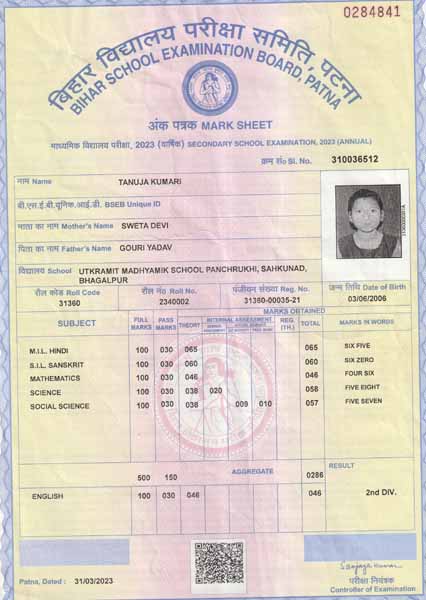 0284841
बिहार विद्यालय परीक्षा समिति, पटना
BIHAR SCHOOL EXAMINATION BOARD, PATNA
अंक पत्रक MARK SHEET
माध्यमिक विद्यालय परीक्षा, 2023 (वार्षिक) SECONDARY SCHOOL EXAMINATION, 2023 (ANNUAL)
क्रम सं० Sl. No. 310036512
नाम Name TANUJA KUMARI
बी.एस.ई.बी.यूनिक.आई.डी. BSEB Unique ID
माता का नाम Mother's Name SWETA DEVI
पिता का नाम Father's Name GOURI YADAV
विद्यालय School UTKRAMIT MADHYAMIK SCHOOL PANCHRUKHI, SAHKUNAD,
BHAGALPUR
रौल कोड Roll Code रौल नं० Roll No. पंजीयन संख्या Reg. No. जन्म तिथि Date of Birth
31360 2340002 31360-00035-21 03/06/2006
MARKS OBTAINED
SUBJECT FULL MARKS PASS MARKS THEORY INTERNAL ASSESSMENT REG. (TH.) TOTAL MARKS IN WORDS
M.I.L. HINDI 100 030 065 065 SIX FIVE
S.I.L. SANSKRIT 100 030 060 060 SIX ZERO
MATHEMATICS 100 030 046 046 FOUR SIX
SCIENCE 100 030 038 020 058 FIVE EIGHT
SOCIAL SCIENCE 100 030 038 009 010 057 FIVE SEVEN
500 150 AGGREGATE 0286 RESULT
ENGLISH 100 030 046 046 2nd DIV.
Patna, Dated : 31/03/2023
परीक्षा नियंत्रक
Controller of Examination